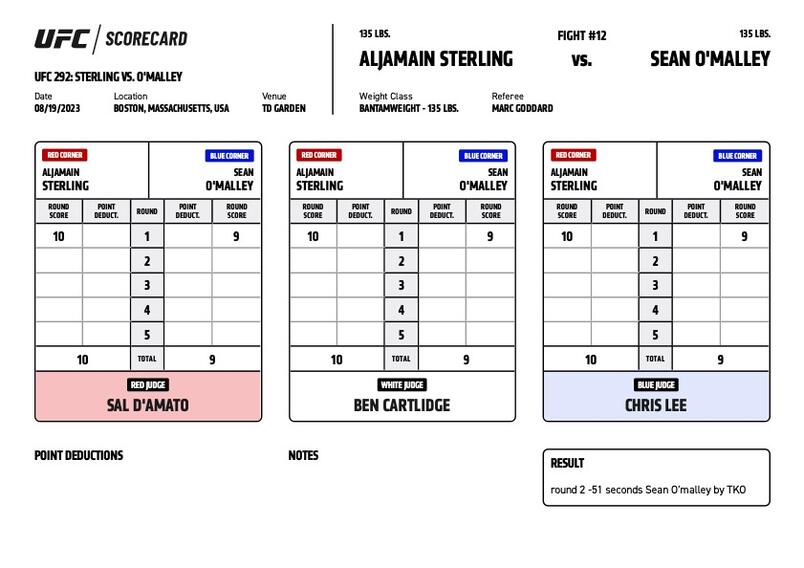 UFC / SCORECARD
UFC 292: STERLING VS. O'MALLEY
Date Location Venue
08/19/2023 BOSTON, MASSACHUSETTS, USA TD GARDEN
135 LBS. FIGHT #12 135 LBS.
ALJAMAIN STERLING VS. SEAN O'MALLEY
Weight Class Referee
BANTAMWEIGHT - 135 LBS. MARC GODDARD
RED CORNER BLUE CORNER
ALJAMAIN SEAN
STERLING O'MALLEY
ROUND SCORE POINT DEDUCT. ROUND POINT DEDUCT. ROUND SCORE
10 1 9
2
3
4
5
10 TOTAL 9
RED JUDGE
SAL D'AMATO
RED CORNER BLUE CORNER
ALJAMAIN SEAN
STERLING O'MALLEY
ROUND SCORE POINT DEDUCT. ROUND POINT DEDUCT. ROUND SCORE
10 1 9
2
3
4
5
10 TOTAL 9
WHITE JUDGE
BEN CARTLIDGE
RED CORNER BLUE CORNER
ALJAMAIN SEAN
STERLING O'MALLEY
ROUND SCORE POINT DEDUCT. ROUND POINT DEDUCT. ROUND SCORE
10 1 9
2
3
4
5
10 TOTAL 9
BLUE JUDGE
CHRIS LEE
POINT DEDUCTIONS
NOTES
RESULT
round 2 -51 seconds Sean O'malley by TKO